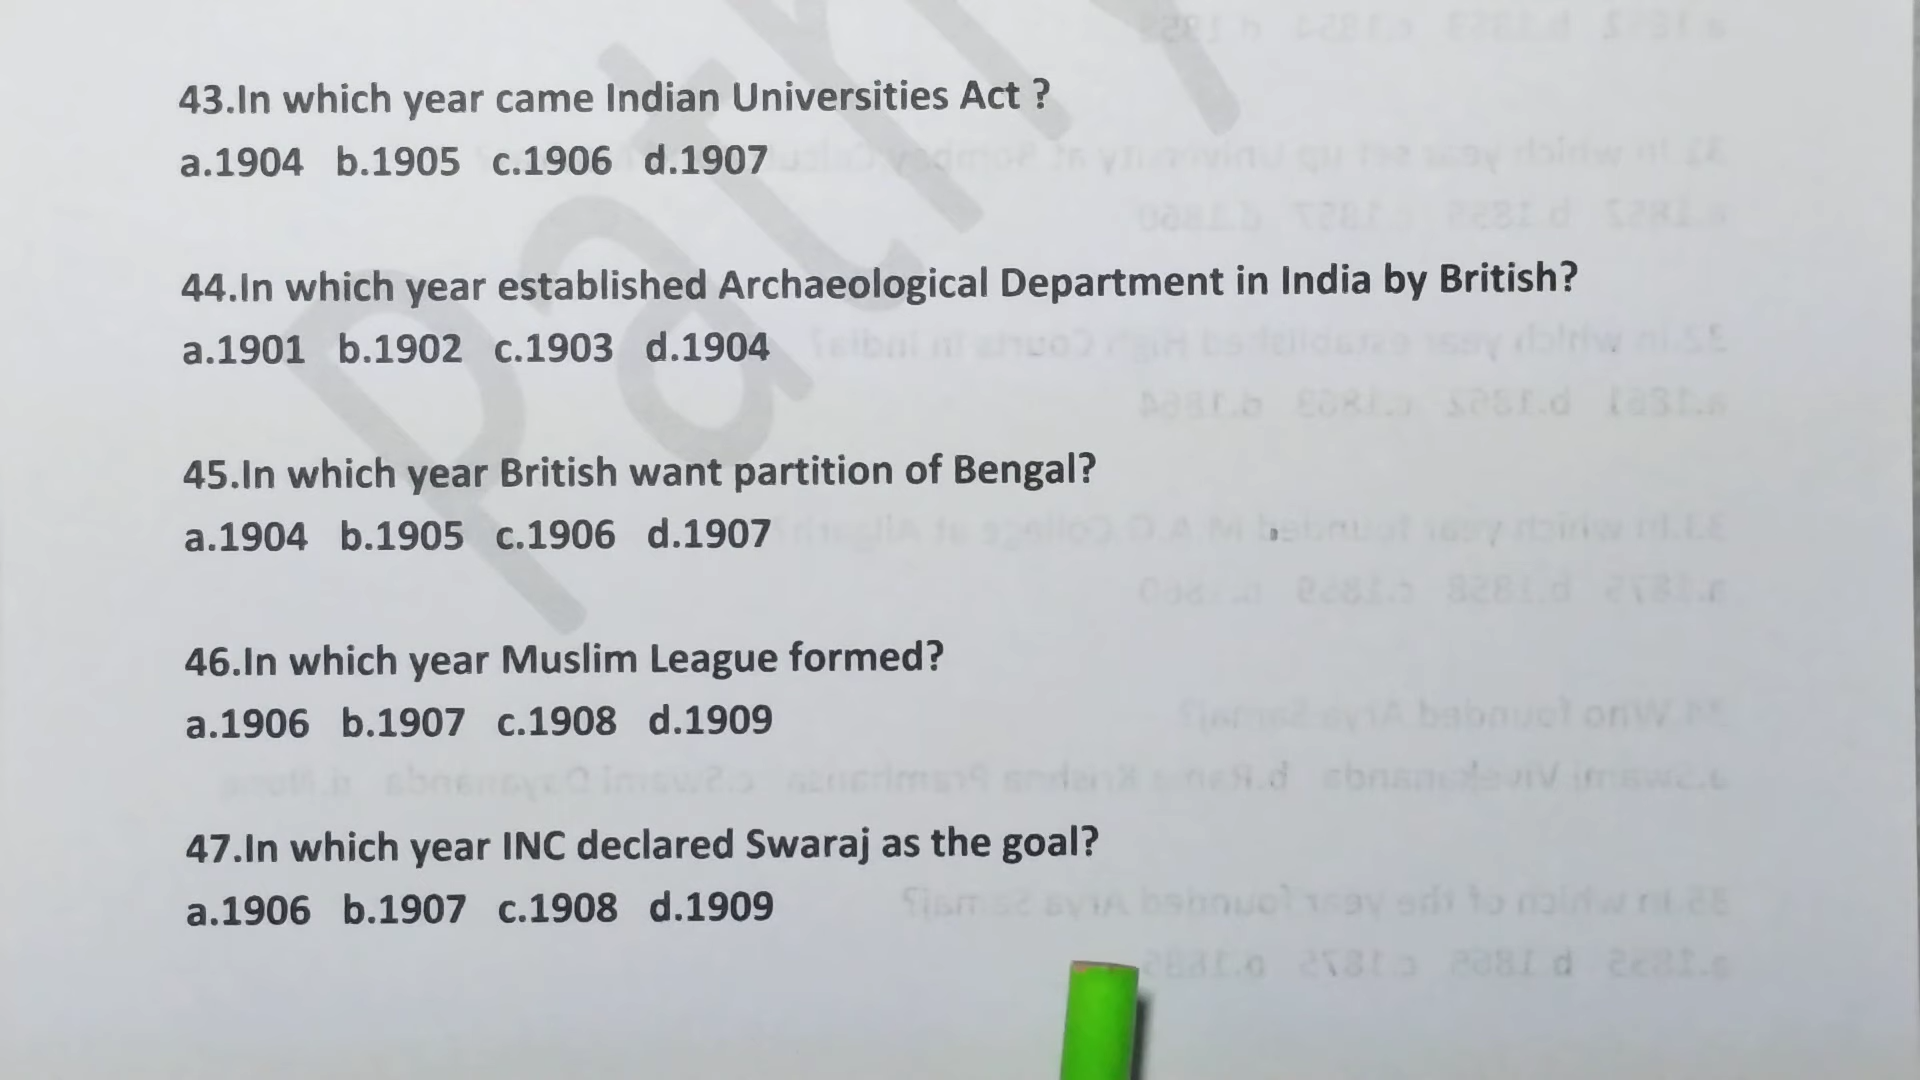 43.In which year came Indian Universities Act ?
a.1904 b.1905 c.1906 d.1907
44.In which year established Archaeological Department in India by British?
a.1901 b.1902 c.1903 d.1904
45.In which year British want partition of Bengal?
a.1904 b.1905 c.1906 d.1907
46.In which year Muslim League formed?
a.1906 b.1907 c.1908 d.1909
47.In which year INC declared Swaraj as the goal?
a.1906 b.1907 c.1908 d.1909